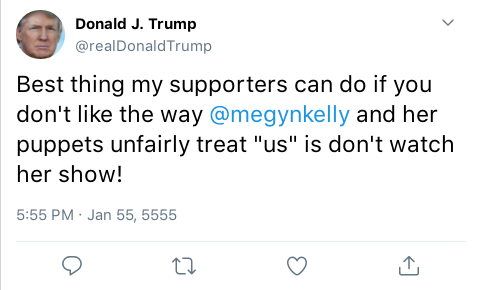 Donald J. Trump
@realDonaldTrump
Best thing my supporters can do if you
don't like the way @megynkelly and her
puppets unfairly treat "us" is don't watch
her show!
5:55 PM · Jan 55, 5555